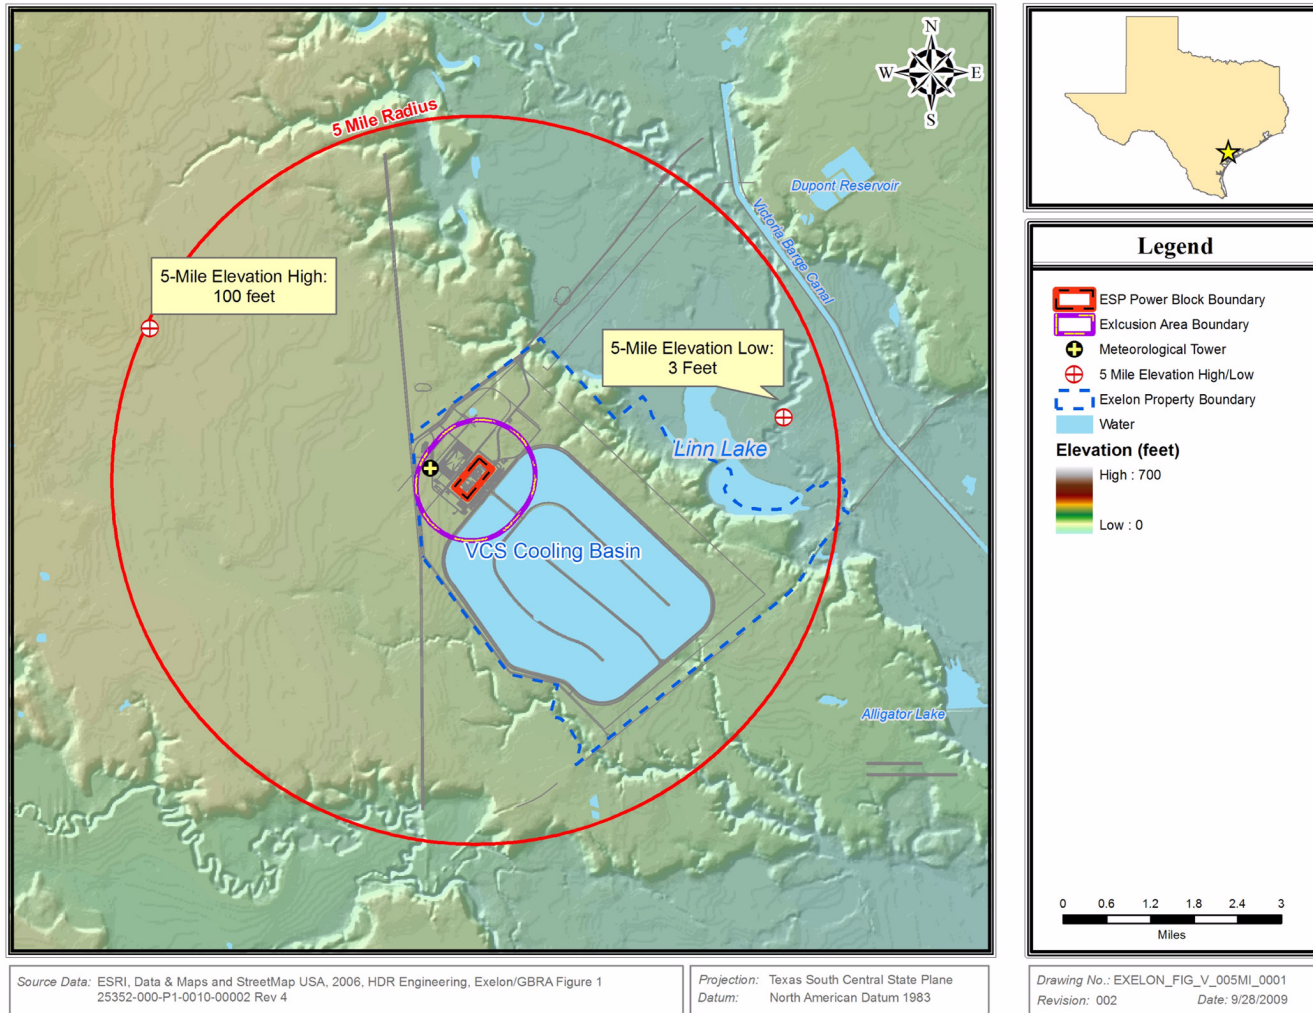 N
W E
S
5 Mile Radius
Dupont Reservoir
Victoria Barge Canal
5-Mile Elevation High:
100 feet
5-Mile Elevation Low:
3 Feet
Linn Lake
VCS Cooling Basin
Alligator Lake
Legend
ESP Power Block Boundary
Exlcusion Area Boundary
Meteorological Tower
5 Mile Elevation High/Low
Exelon Property Boundary
Water
Elevation (feet)
High : 700
Low : 0
0 0.6 1.2 1.8 2.4 3
Miles
Source Data: ESRI, Data & Maps and StreetMap USA, 2006, HDR Engineering, Exelon/GBRA Figure 1
25352-000-P1-0010-00002 Rev 4
Projection: Texas South Central State Plane
Datum: North American Datum 1983
Drawing No.: EXELON_FIG_V_005MI_0001
Revision: 002 Date: 9/28/2009